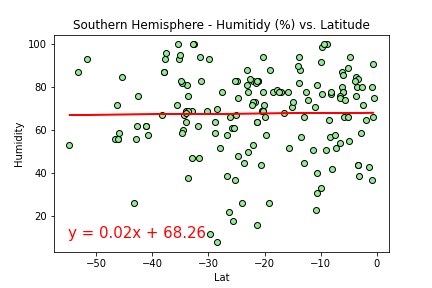 Southern Hemisphere - Humitidy (%) vs. Latitude
100
80
60
40
20
Humidity
y = 0.02x + 68.26
−50
−40
−30
−20
−10
0
Lat